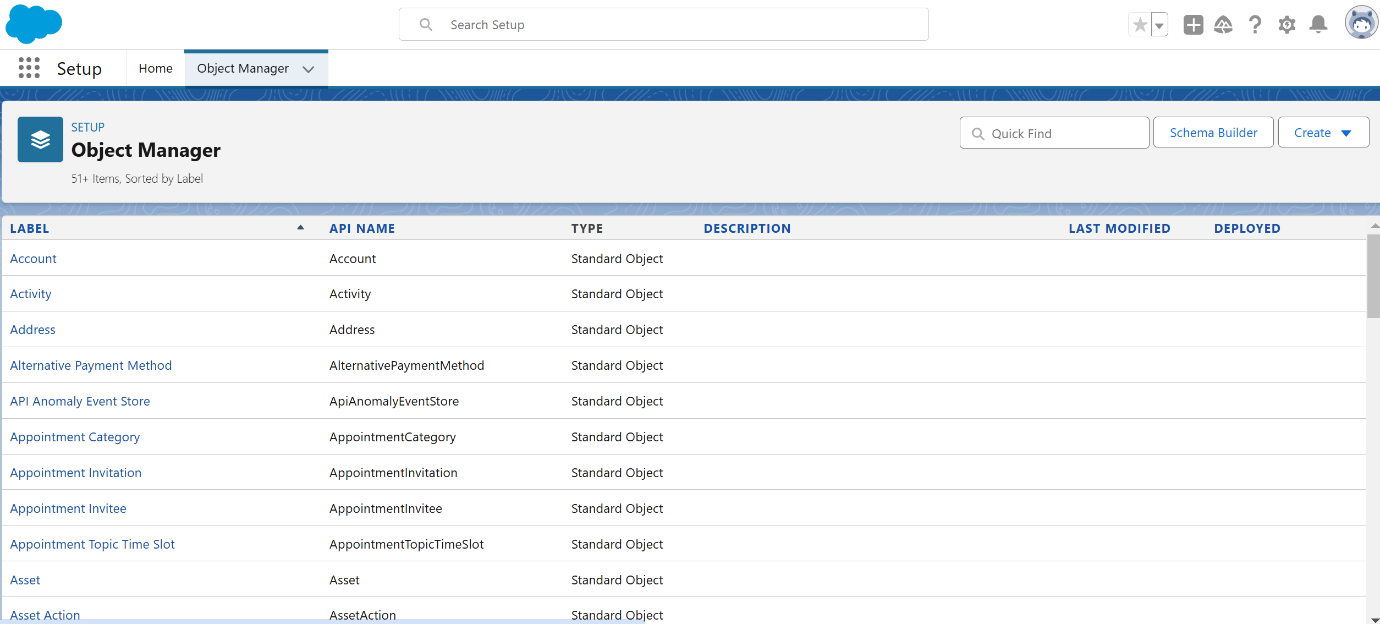 Search Setup
Setup Home Object Manager
SETUP
Object Manager
51+ Items, Sorted by Label
Quick Find Schema Builder Create
LABEL API NAME TYPE DESCRIPTION LAST MODIFIED DEPLOYED
Account Account Standard Object
Activity Activity Standard Object
Address Address Standard Object
Alternative Payment Method AlternativePaymentMethod Standard Object
API Anomaly Event Store ApiAnomalyEventStore Standard Object
Appointment Category AppointmentCategory Standard Object
Appointment Invitation AppointmentInvitation Standard Object
Appointment Invitee AppointmentInvitee Standard Object
Appointment Topic Time Slot AppointmentTopicTimeSlot Standard Object
Asset Asset Standard Object
Asset Action AssetAction Standard Object